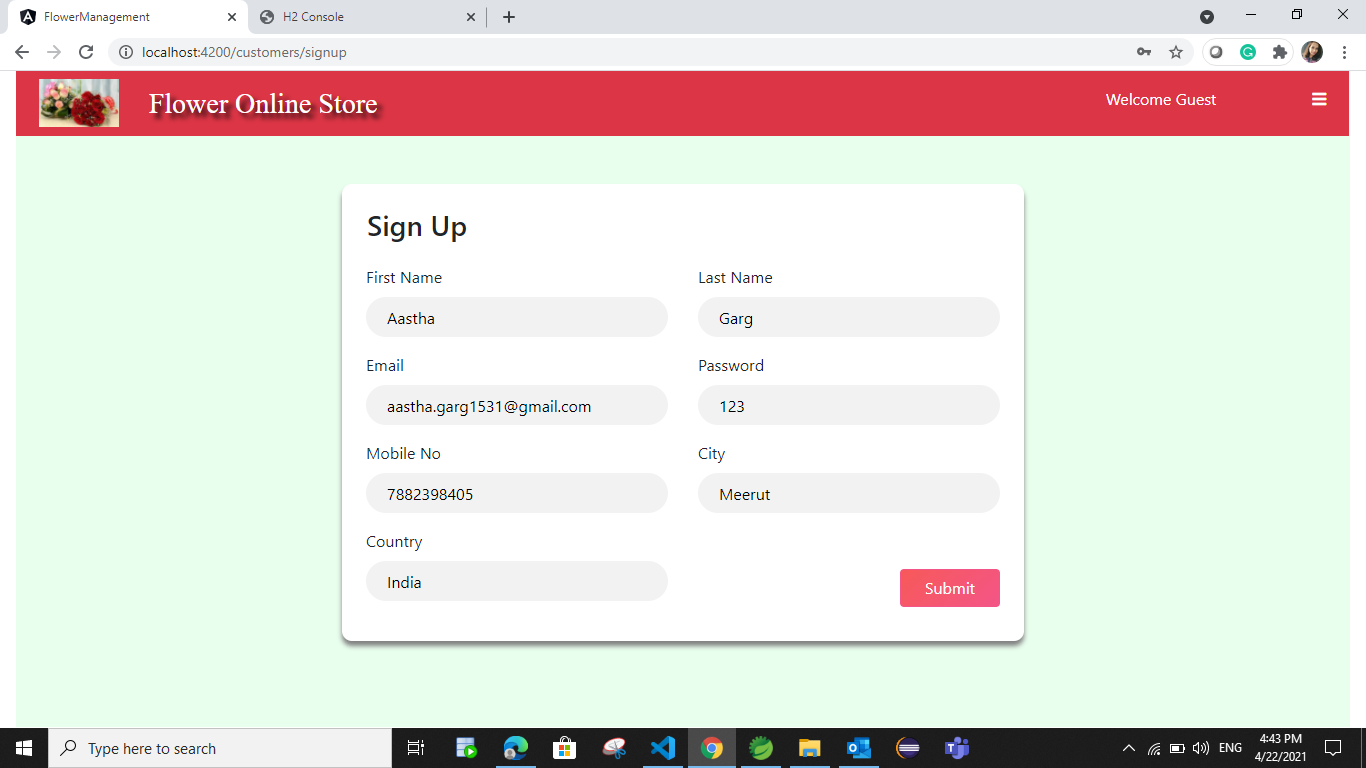 FlowerManagement H2 Console
localhost:4200/customers/signup
Flower Online Store Welcome Guest
Sign Up
First Name Last Name
Aastha Garg
Email Password
aastha.garg1531@gmail.com 123
Mobile No City
7882398405 Meerut
Country
India
Submit
Type here to search ENG 4:43 PM
4/22/2021